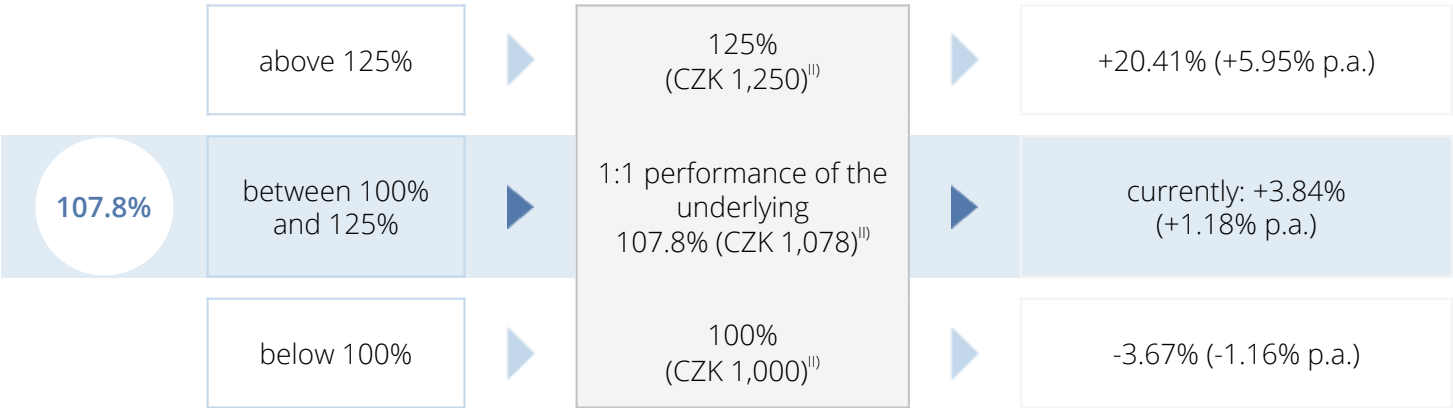 above 125%
125%
(CZK 1,250)II)
+20.41% (+5.95% p.a.)
107.8%
between 100%
and 125%
1:1 performance of the
underlying
107.8% (CZK 1,078)II)
currently: +3.84%
(+1.18% p.a.)
below 100%
100%
(CZK 1,000)II)
-3.67% (-1.16% p.a.)